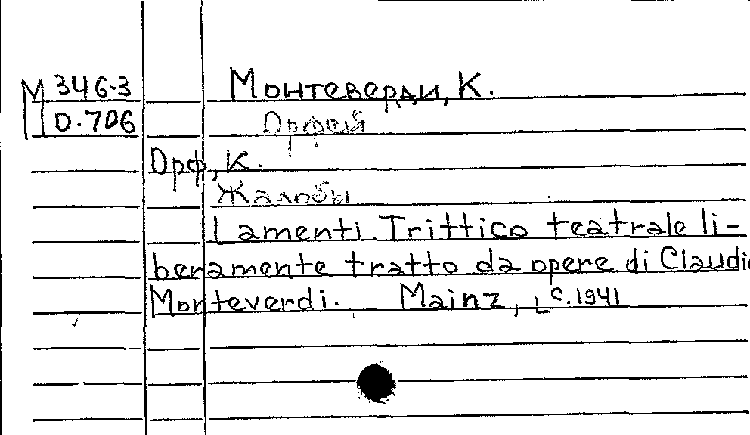 М 346-3 Монтеверди, К.
О-706 Орфей
Орф, К.
Жалобы
Lamenti. Trittico teatrale li-
beramente tratto da opere di Claudio
Monteverdi. Mainz, c. 1941